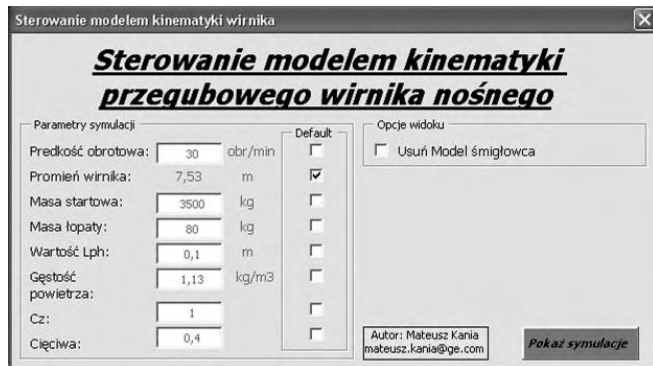 Sterowanie modelem kinematyki wirnika
Sterowanie modelem kinematyki
przegubowego wirnika nośnego
Parametry symulacji
Default
Predkość obrotowa: 30 obr/min
Promień wirnika: 7,53 m
Masa startowa: 3500 kg
Masa łopaty: 80 kg
Wartość Lph: 0,1 m
Gęstość powietrza: 1,13 kg/m3
Cz: 1
Cięciwa: 0,4
Opcje widoku
Usuń Model śmigłowca
Autor: Mateusz Kania
mateusz.kania@ge.com
Pokaż symulacje